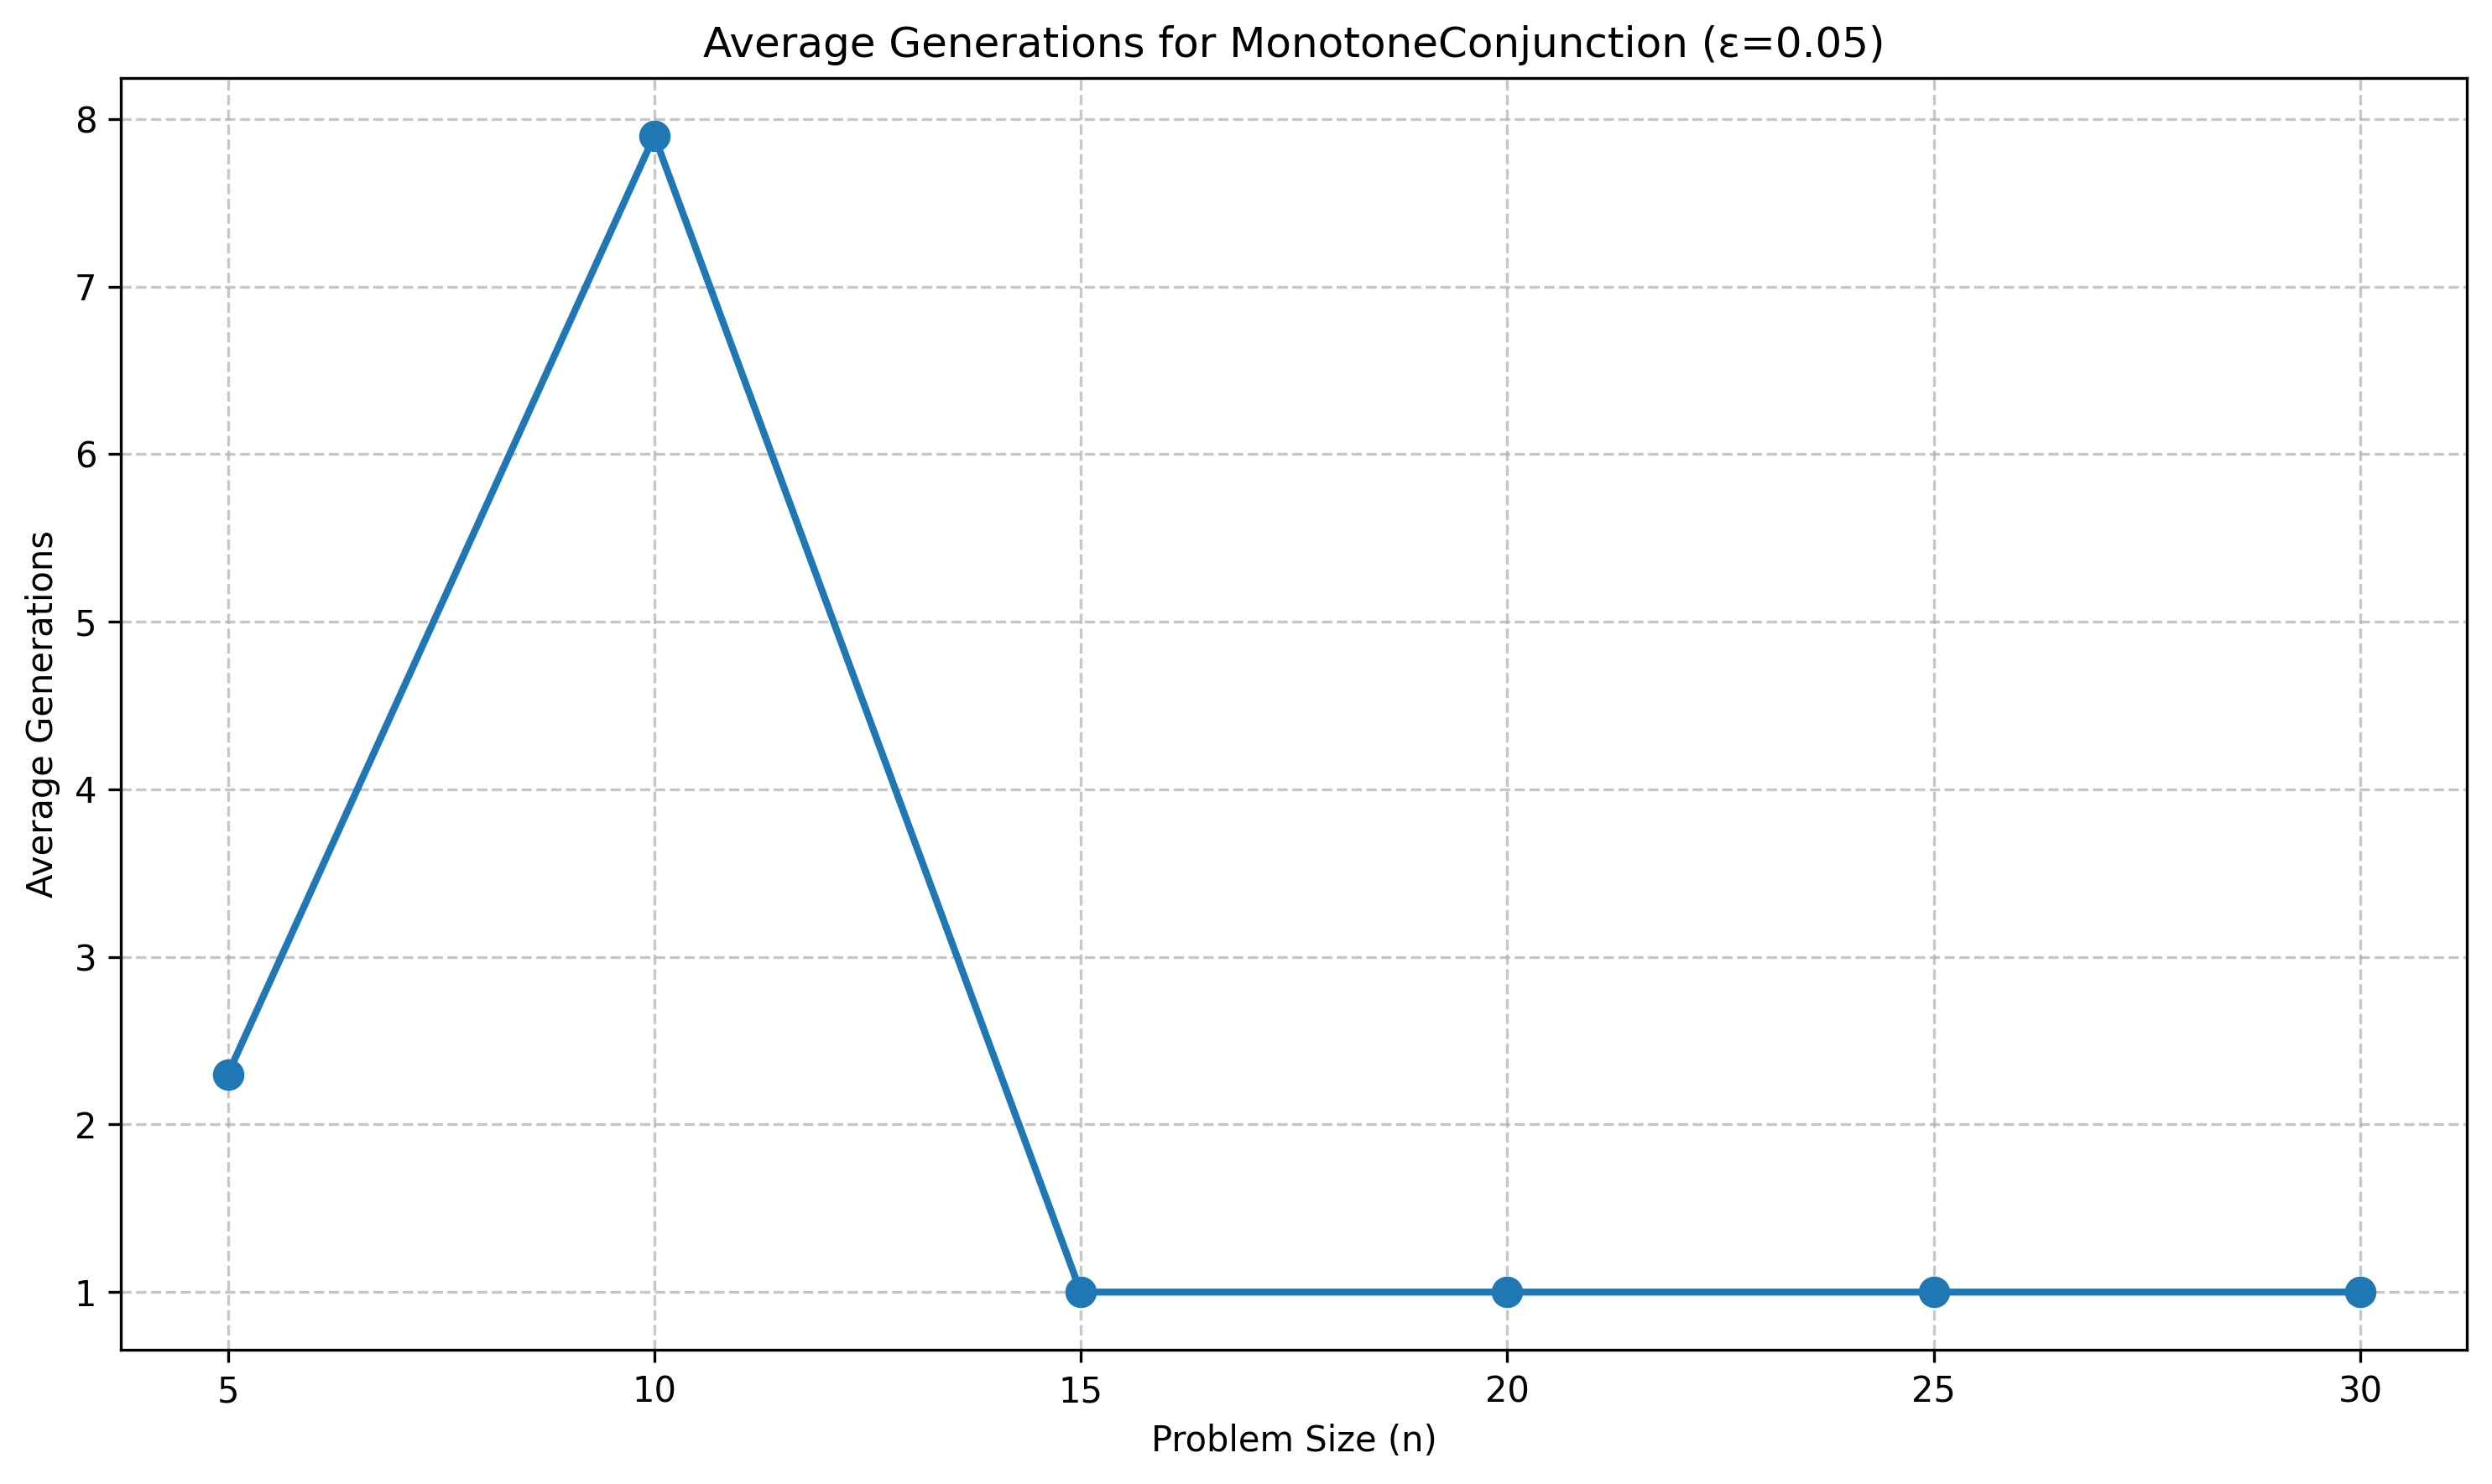 Average Generations for MonotoneConjunction (ε=0.05)
Average Generations
8
7
6
5
4
3
2
1
5 10 15 20 25 30
Problem Size (n)